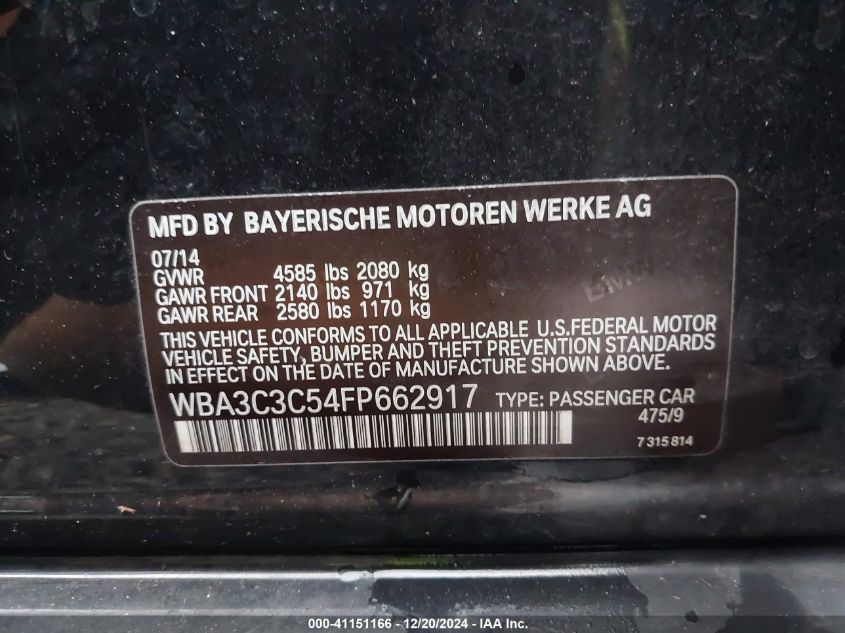 MFD BY BAYERISCHE MOTOREN WERKE AG
07/14
GVWR 4585 lbs 2080 kg
GAWR FRONT 2140 lbs 971 kg
GAWR REAR 2580 lbs 1170 kg
THIS VEHICLE CONFORMS TO ALL APPLICABLE U.S.FEDERAL MOTOR
VEHICLE SAFETY, BUMPER AND THEFT PREVENTION STANDARDS
IN EFFECT ON THE DATE OF MANUFACTURE SHOWN ABOVE.
WBA3C3C54FP662917 TYPE: PASSENGER CAR
475/9
7 315 814
000-41151166 - 12/20/2024 - IAA Inc.